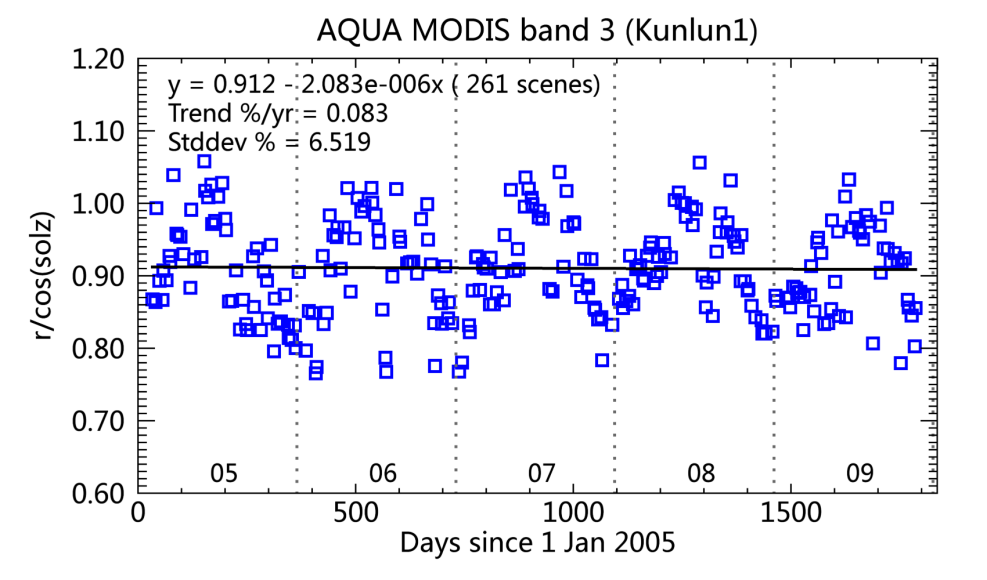 AQUA MODIS band 3 (Kunlun1)
1.20
y = 0.912 - 2.083e-006x ( 261 scenes)
Trend %/yr = 0.083
1.10
Stddev % = 6.519
1.00
r/cos(solz)
0.90
0.80
0.70
05 06 07 08 09
0.60
0 500 1000 1500
Days since 1 Jan 2005